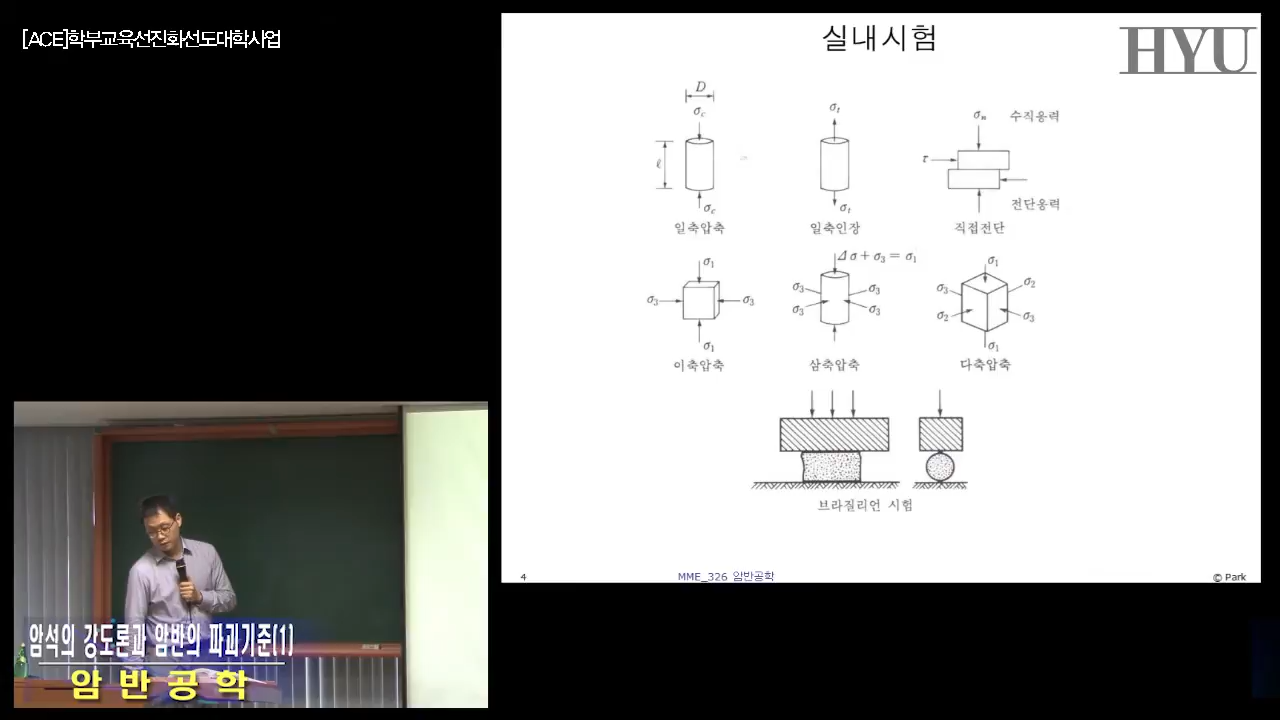 [ACE]학부교육선진화선도대학사업
실내시험
HYU
D
σc
ℓ
σc
일축압축
σt
σt
일축인장
σn 수직응력
τ
전단응력
직접전단
σ1
σ3 σ3
σ1
이축압축
Δσ + σ3 = σ1
σ3 σ3
σ3 σ3
삼축압축
σ1
σ3 σ2
σ2 σ3
σ1
다축압축
브라질리언 시험
4 MME_326 암반공학 © Park
암석의 강도론과 암반의 파괴기준(1)
암반공학